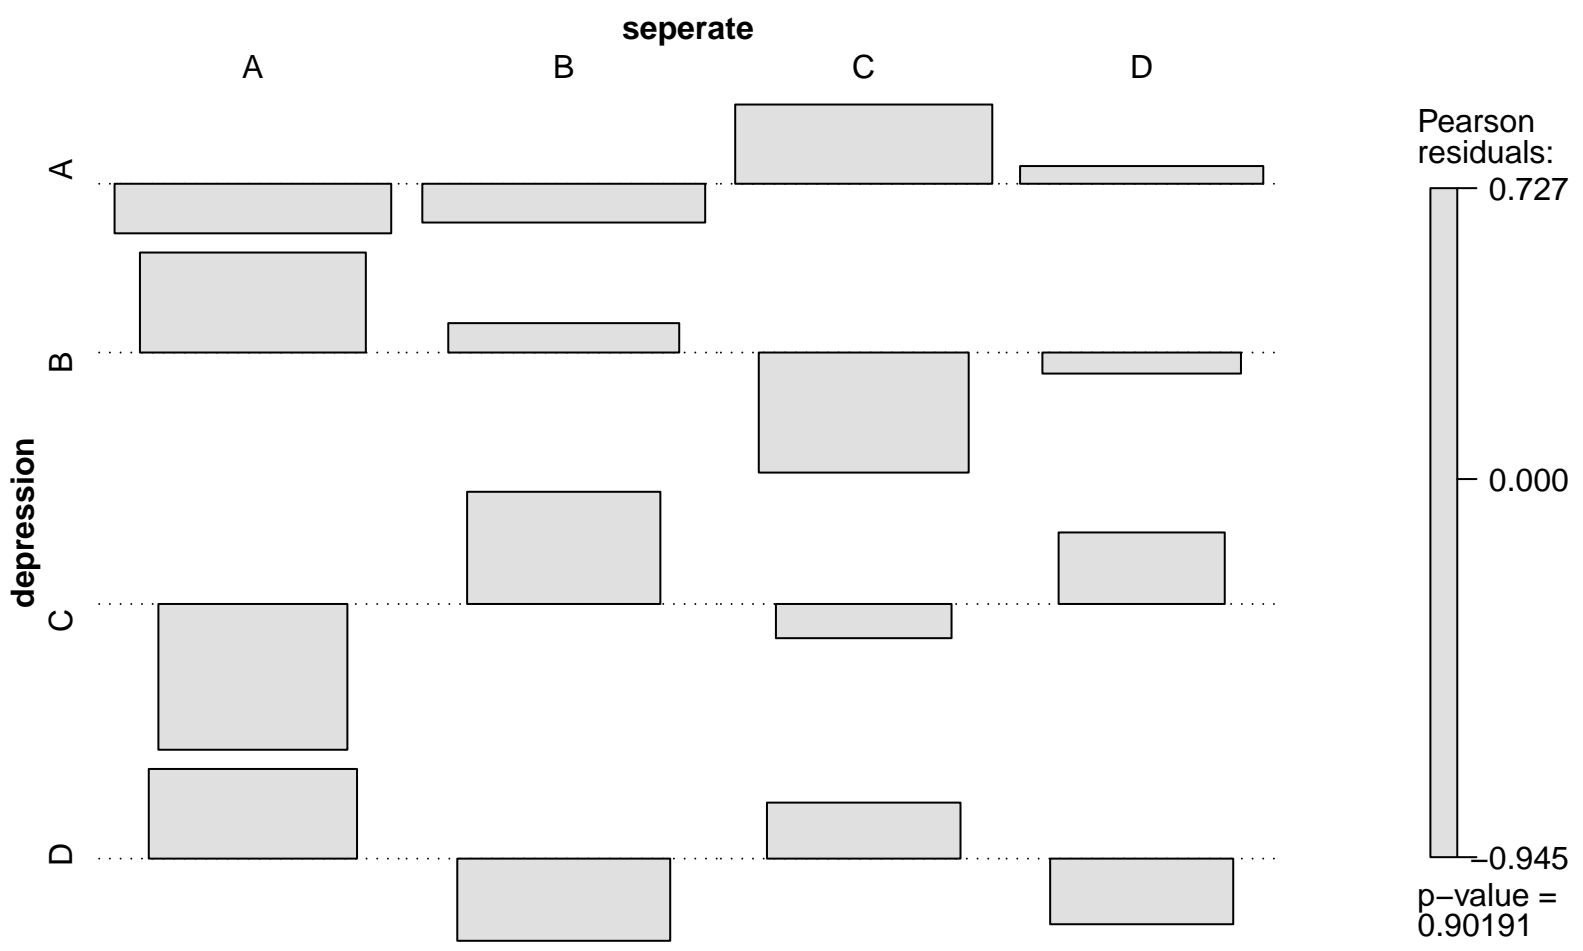 seperate
A B C D
depression
A
B
C
D
Pearson
residuals:
0.727
0.000
−0.945
p−value =
0.90191